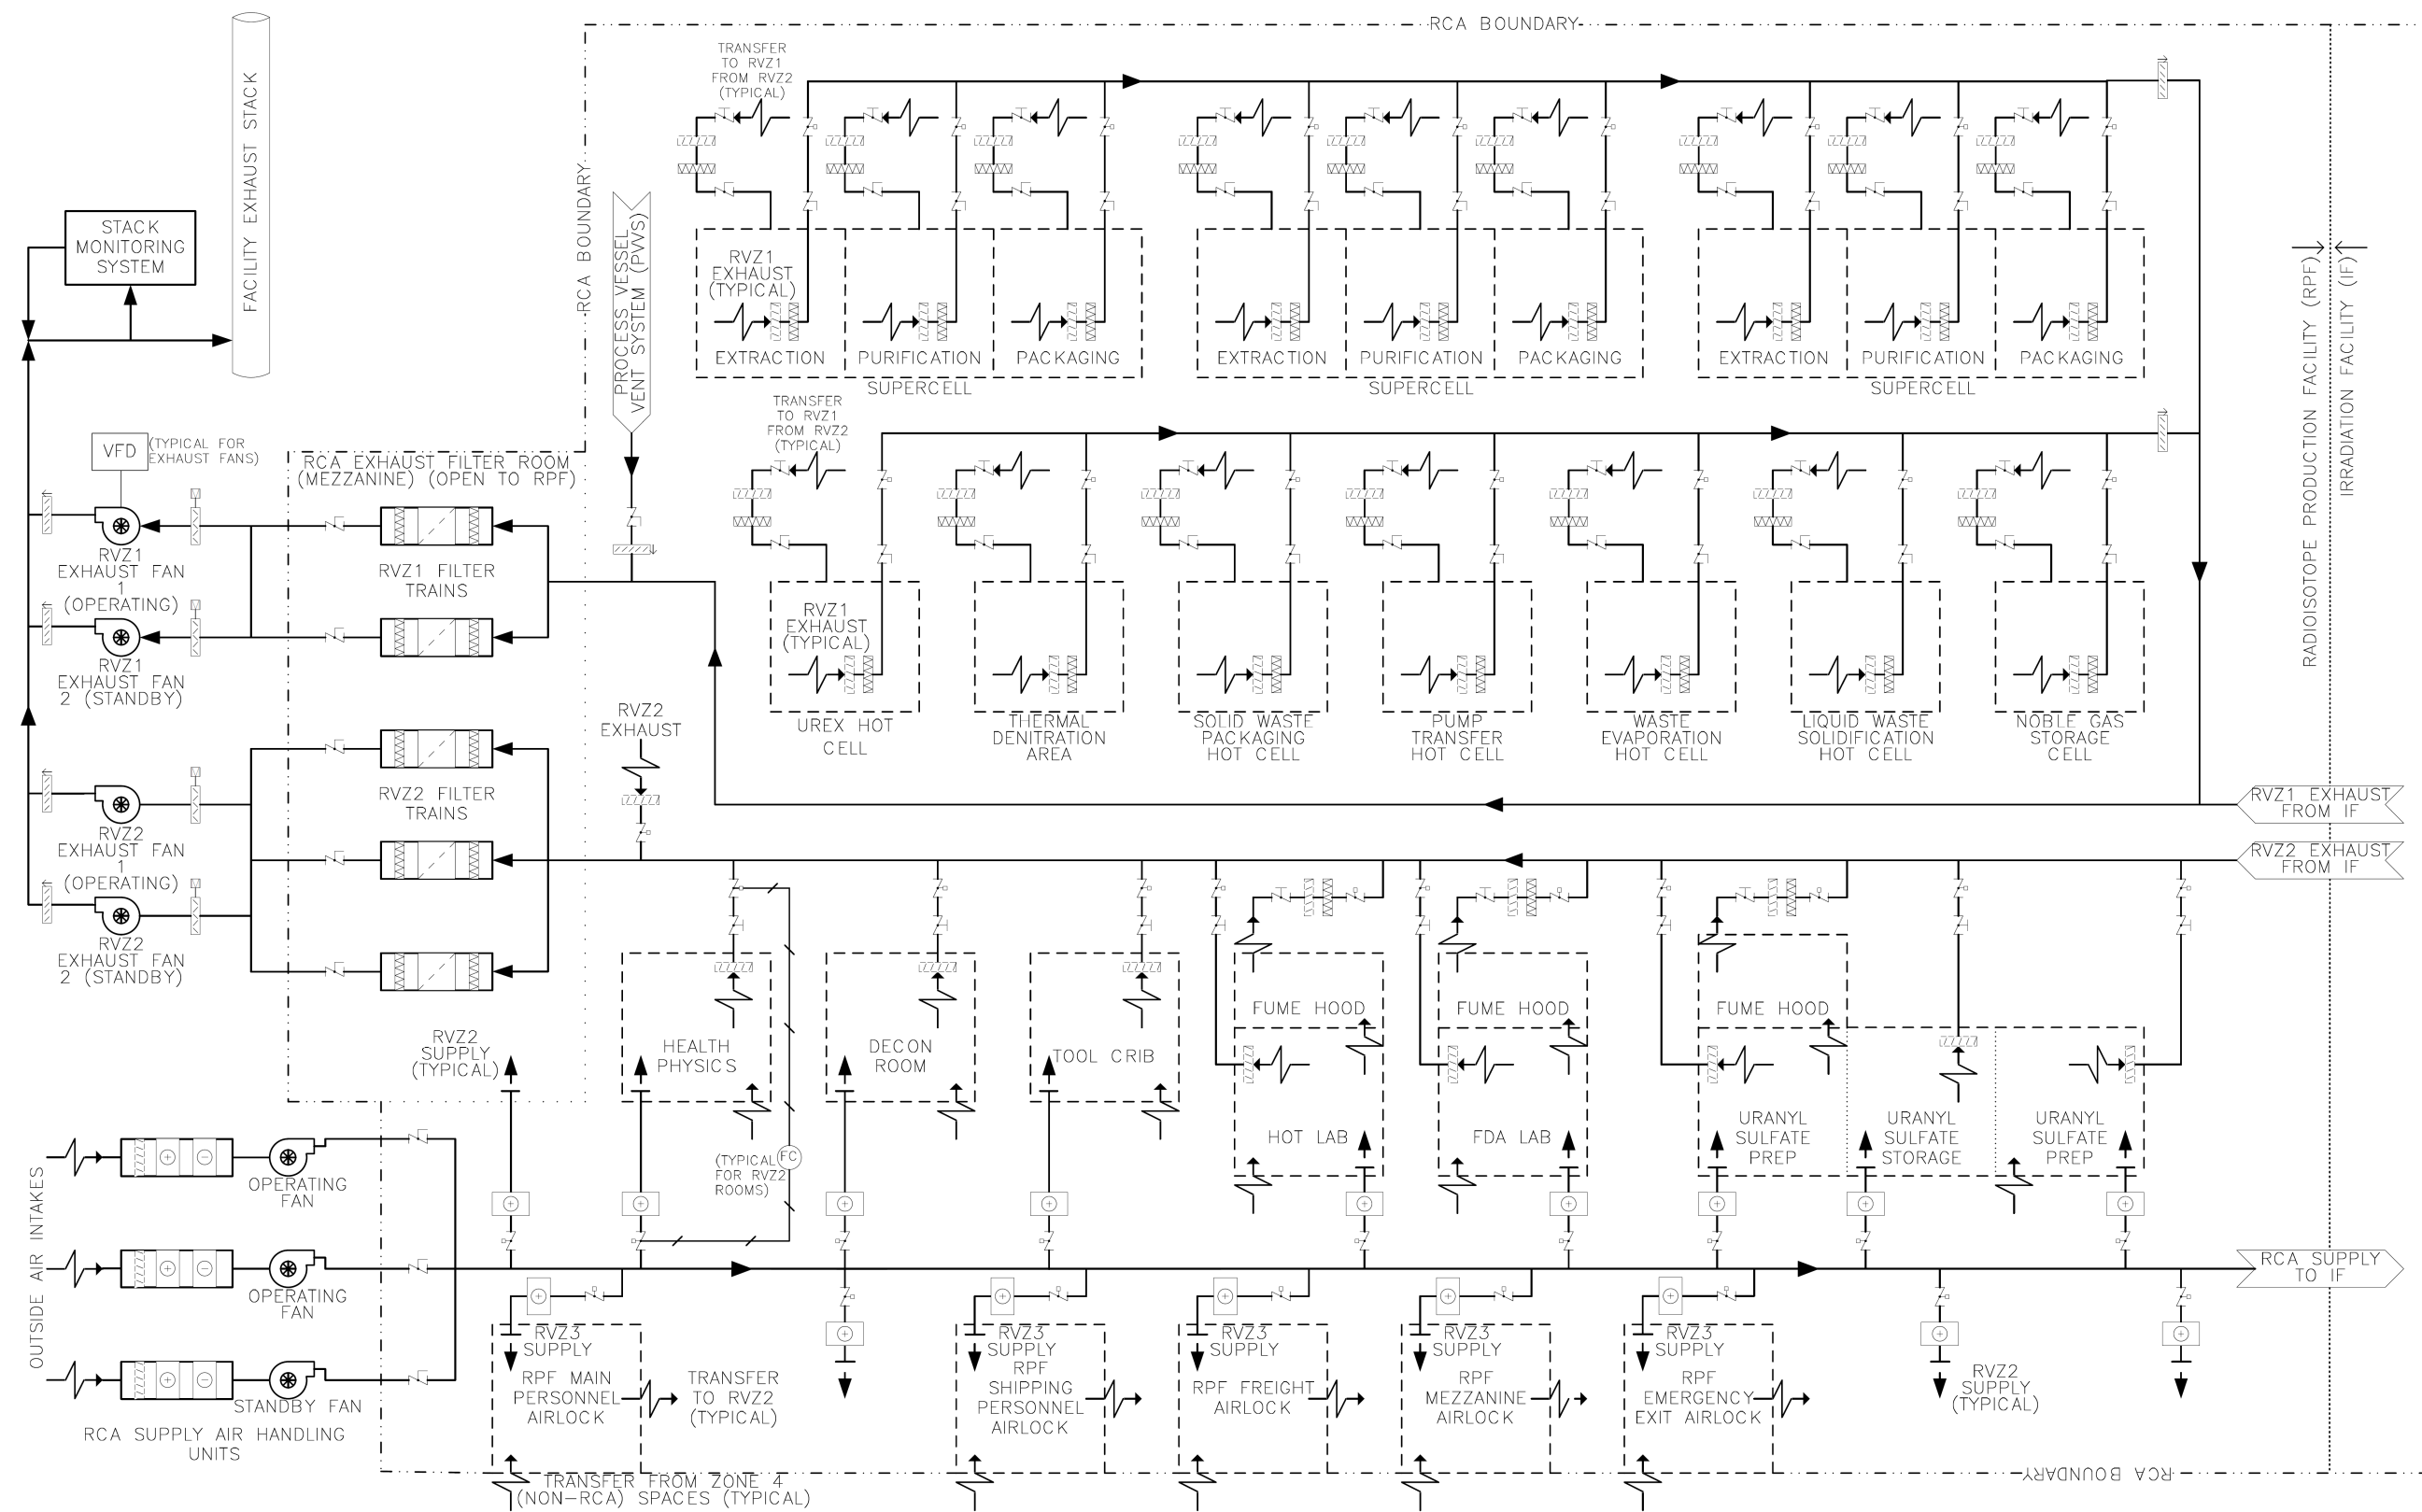 RCA BOUNDARY
TRANSFER
TO RVZ1
FROM RVZ2
(TYPICAL)
FACILITY EXHAUST STACK
STACK
MONITORING
SYSTEM
RCA BOUNDARY
PROCESS VESSEL
VENT SYSTEM (PVVS)
RVZ1
EXHAUST
(TYPICAL)
EXTRACTION
PURIFICATION
PACKAGING
SUPERCELL
EXTRACTION
PURIFICATION
PACKAGING
SUPERCELL
EXTRACTION
PURIFICATION
PACKAGING
SUPERCELL
RADIOISOTOPE PRODUCTION FACILITY (RPF)
IRRADIATION FACILITY (IF)
TRANSFER
TO RVZ1
FROM RVZ2
(TYPICAL)
VFD
(TYPICAL FOR
EXHAUST FANS)
RCA EXHAUST FILTER ROOM
(MEZZANINE) (OPEN TO RPF)
RVZ1
EXHAUST FAN
1
(OPERATING)
RVZ1 FILTER
TRAINS
RVZ1
EXHAUST FAN
2 (STANDBY)
RVZ1
EXHAUST
(TYPICAL)
UREX HOT
CELL
THERMAL
DENITRATION
AREA
SOLID WASTE
PACKAGING
HOT CELL
PUMP
TRANSFER
HOT CELL
WASTE
EVAPORATION
HOT CELL
LIQUID WASTE
SOLIDIFICATION
HOT CELL
NOBLE GAS
STORAGE
CELL
RVZ2
EXHAUST
RVZ2 FILTER
TRAINS
RVZ2
EXHAUST FAN
1
(OPERATING)
RVZ2
EXHAUST FAN
2 (STANDBY)
RVZ1 EXHAUST
FROM IF
RVZ2 EXHAUST
FROM IF
RVZ2
SUPPLY
(TYPICAL)
HEALTH
PHYSICS
DECON
ROOM
TOOL CRIB
FUME HOOD
HOT LAB
FUME HOOD
FDA LAB
FUME HOOD
URANYL
SULFATE
PREP
URANYL
SULFATE
STORAGE
URANYL
SULFATE
PREP
(TYPICAL
FOR RVZ2
ROOMS)
FC
OUTSIDE AIR INTAKES
OPERATING
FAN
OPERATING
FAN
STANDBY FAN
RCA SUPPLY AIR HANDLING
UNITS
RCA SUPPLY
TO IF
RVZ3
SUPPLY
RPF MAIN
PERSONNEL
AIRLOCK
TRANSFER
TO RVZ2
(TYPICAL)
RVZ3
SUPPLY
RPF
SHIPPING
PERSONNEL
AIRLOCK
RVZ3
SUPPLY
RPF FREIGHT
AIRLOCK
RVZ3
SUPPLY
RPF
MEZZANINE
AIRLOCK
RVZ3
SUPPLY
RPF
EMERGENCY
EXIT AIRLOCK
RVZ2
SUPPLY
(TYPICAL)
TRANSFER FROM ZONE 4
(NON-RCA) SPACES (TYPICAL)
RCA BOUNDARY